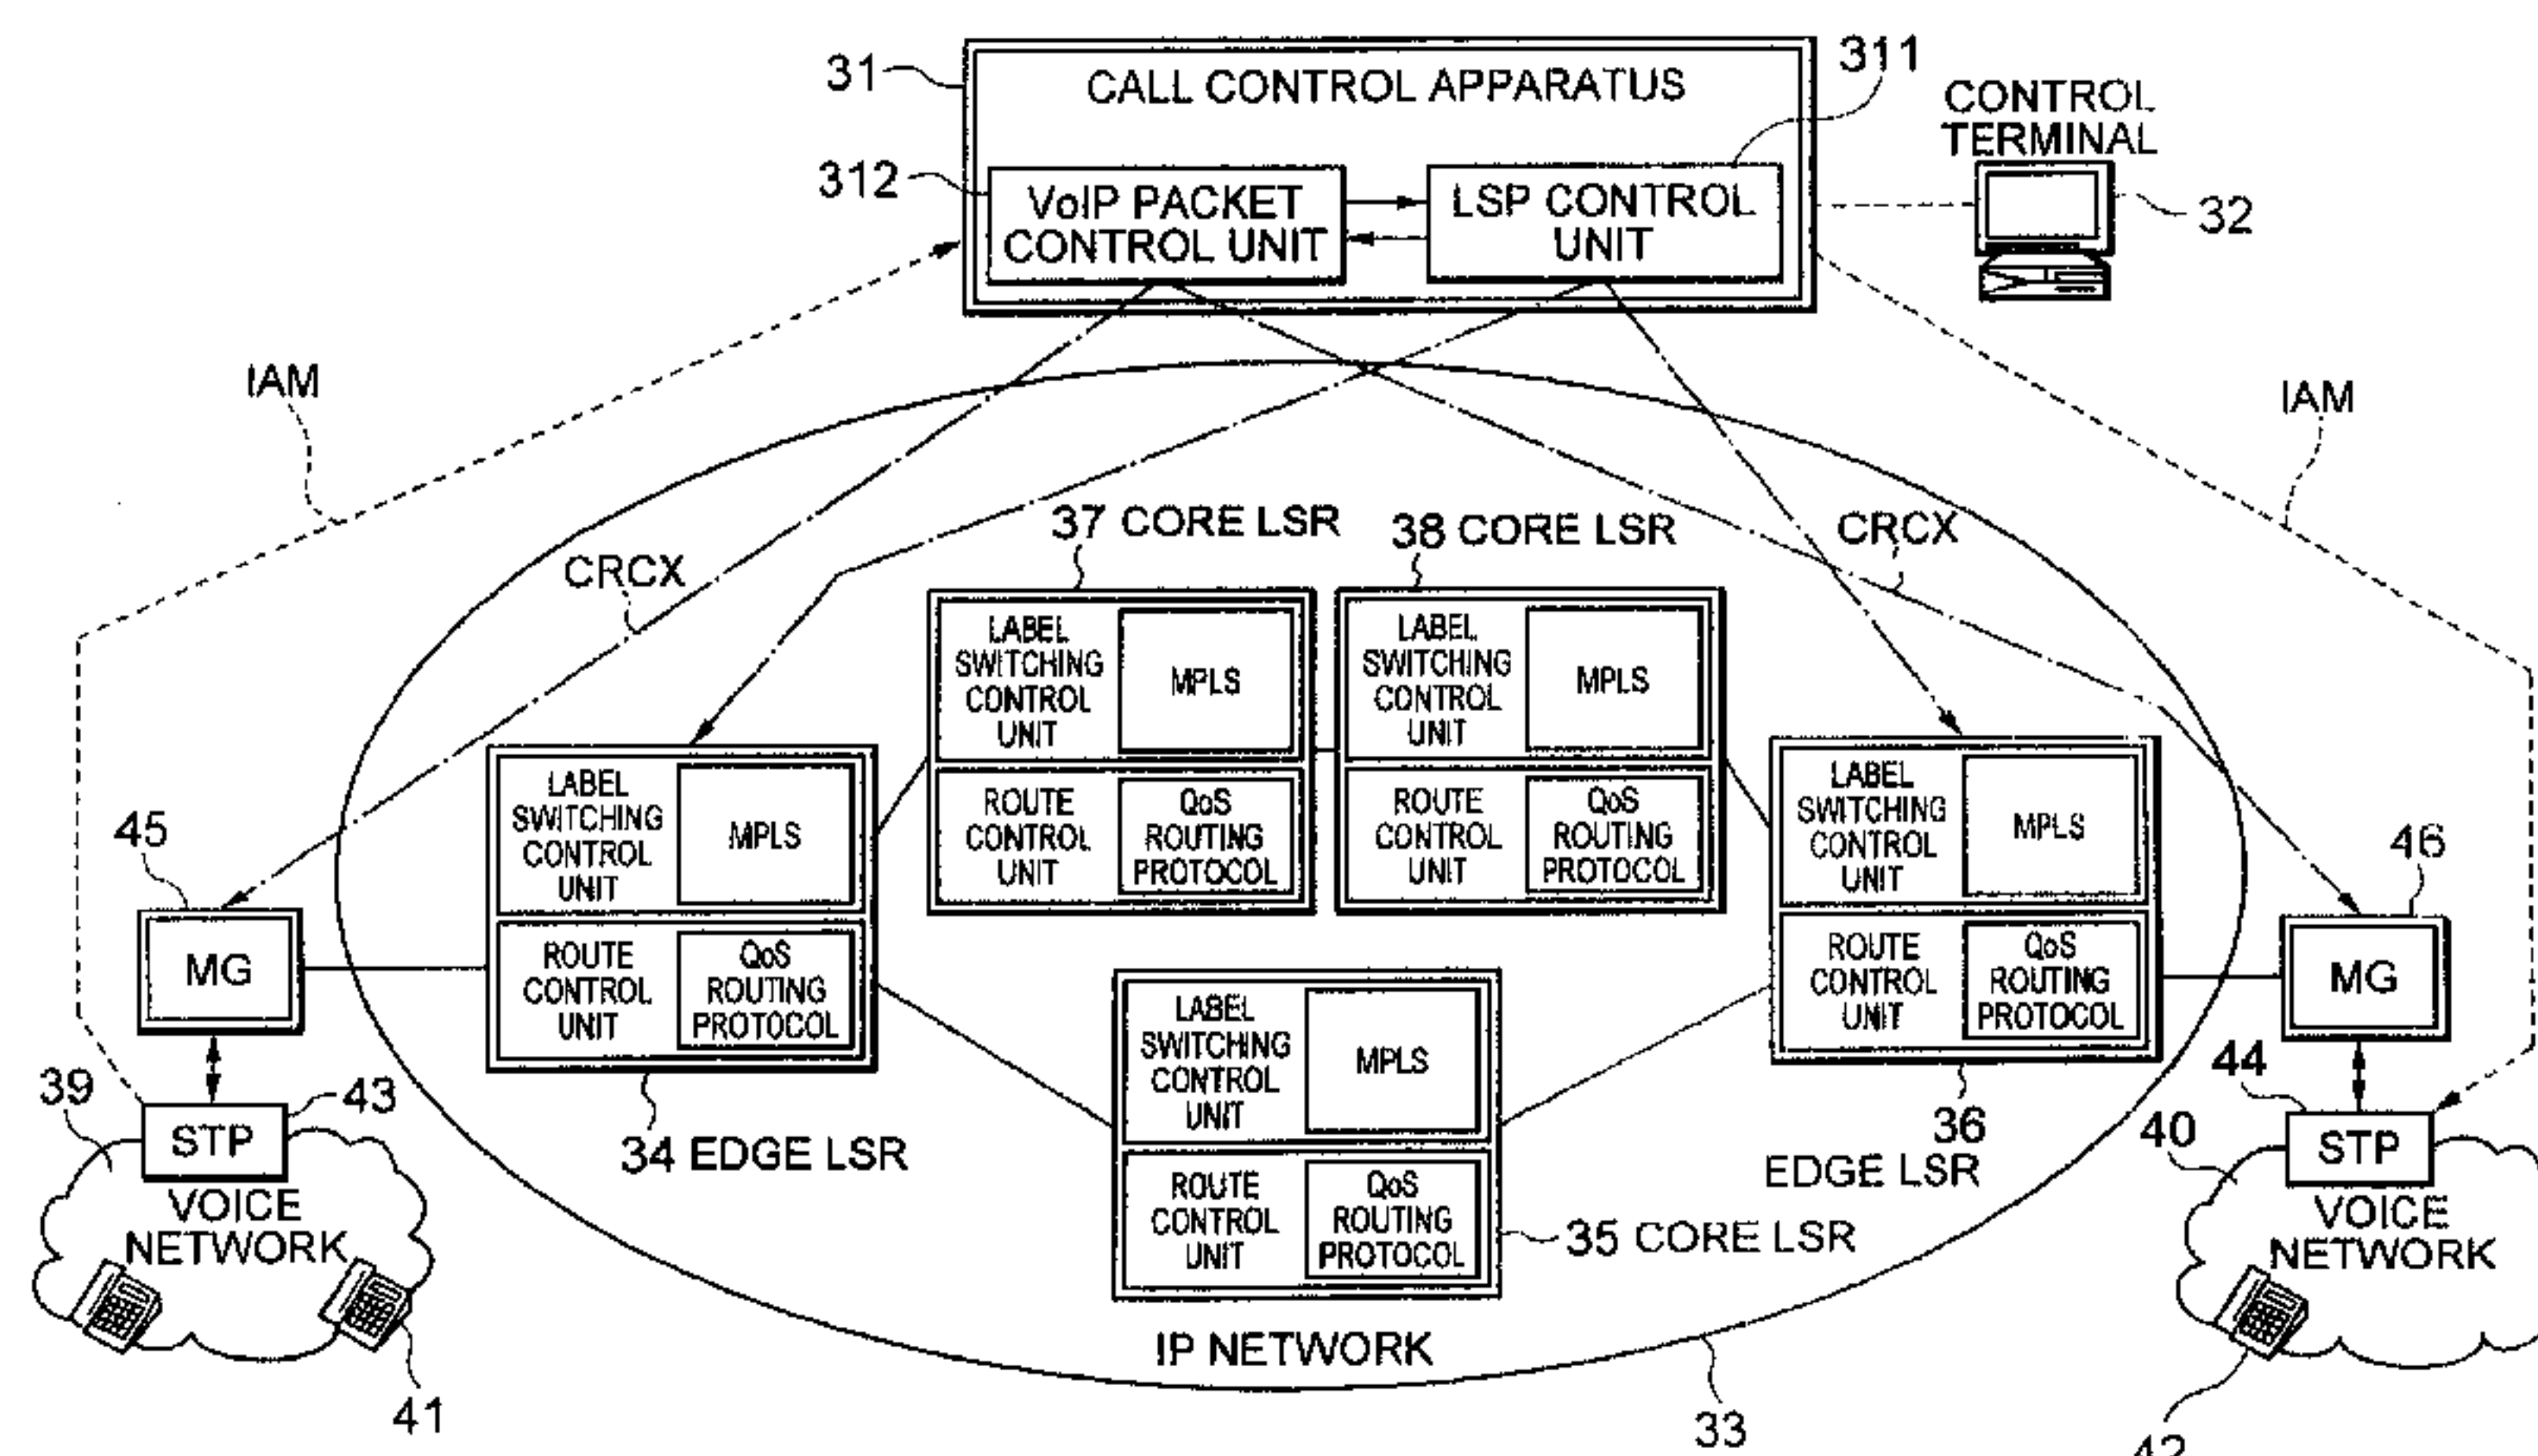 31
CALL CONTROL APPARATUS
311
CONTROL
TERMINAL
312
VoIP PACKET
CONTROL UNIT
LSP CONTROL
UNIT
32
IAM
IAM
37 CORE LSR
38 CORE LSR
CRCX
CRCX
LABEL
SWITCHING
CONTROL
UNIT
MPLS
ROUTE
CONTROL
UNIT
QoS
ROUTING
PROTOCOL
LABEL
SWITCHING
CONTROL
UNIT
MPLS
ROUTE
CONTROL
UNIT
QoS
ROUTING
PROTOCOL
LABEL
SWITCHING
CONTROL
UNIT
MPLS
ROUTE
CONTROL
UNIT
QoS
ROUTING
PROTOCOL
34 EDGE LSR
LABEL
SWITCHING
CONTROL
UNIT
MPLS
ROUTE
CONTROL
UNIT
QoS
ROUTING
PROTOCOL
36
EDGE LSR
45
MG
46
MG
LABEL
SWITCHING
CONTROL
UNIT
MPLS
ROUTE
CONTROL
UNIT
QoS
ROUTING
PROTOCOL
35 CORE LSR
39
43
STP
VOICE
NETWORK
41
44
40
STP
VOICE
NETWORK
42
IP NETWORK
33